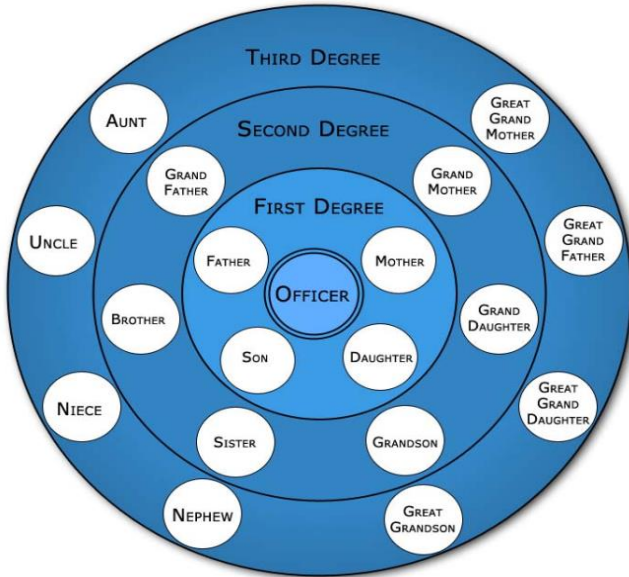 Third Degree
Aunt
Great
Grand
Mother
Second Degree
Grand
Father
Grand
Mother
First Degree
Uncle
Great
Grand
Father
Father
Mother
Officer
Brother
Grand
Daughter
Son
Daughter
Niece
Great
Grand
Daughter
Sister
Grandson
Nephew
Great
Grandson